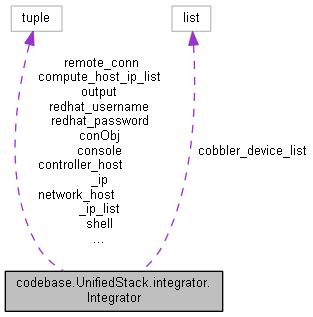 tuple
list
remote_conn
compute_host_ip_list
output
redhat_username
redhat_password
conObj
console
controller_host
_ip
network_host
_ip_list
shell
...
cobbler_device_list
codebase.UnifiedStack.integrator.
Integrator